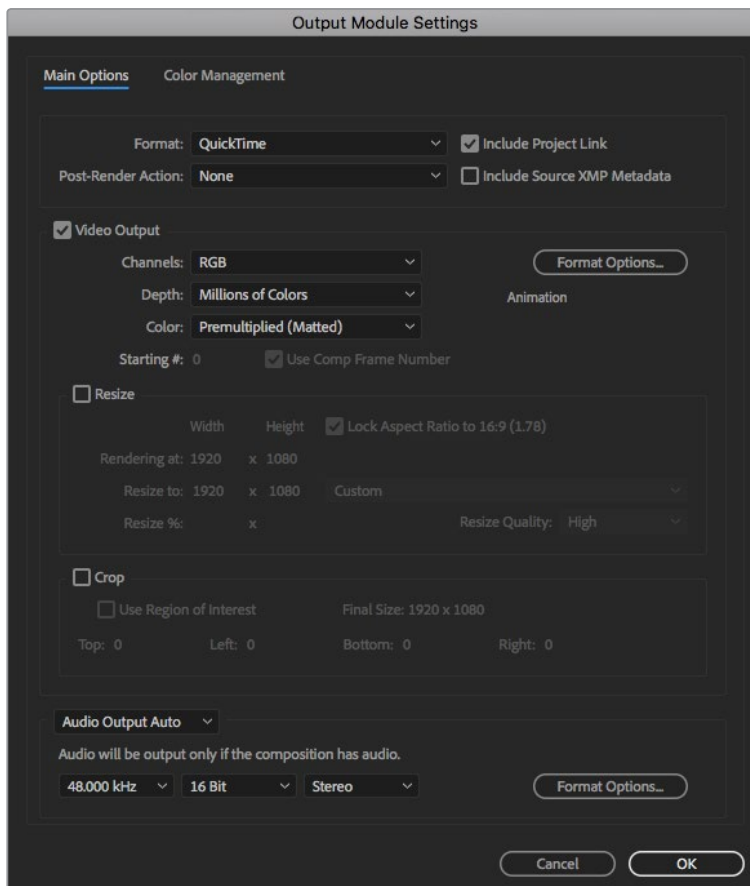 Output Module Settings
Main Options Color Management
Format: QuickTime Include Project Link
Post-Render Action: None Include Source XMP Metadata
Video Output
Channels: RGB Format Options...
Depth: Millions of Colors Animation
Color: Premultiplied (Matted)
Starting #: 0 Use Comp Frame Number
Resize
Width Height Lock Aspect Ratio to 16:9 (1.78)
Rendering at: 1920 x 1080
Resize to: 1920 x 1080 Custom
Resize %: x Resize Quality: High
Crop
Use Region of Interest Final Size: 1920 x 1080
Top: 0 Left: 0 Bottom: 0 Right: 0
Audio Output Auto
Audio will be output only if the composition has audio.
48.000 kHz 16 Bit Stereo Format Options...
Cancel OK